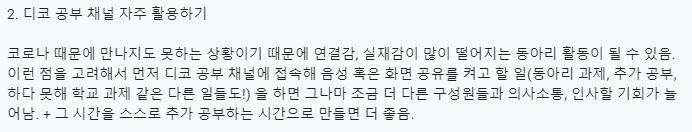 2. 디코 공부 채널 자주 활용하기
코로나 때문에 만나지도 못하는 상황이기 때문에 연결감, 실재감이 많이 떨어지는 동아리 활동이 될 수 있음.
이런 점을 고려해서 먼저 디코 공부 채널에 접속해 음성 혹은 화면 공유를 켜고 할 일(동아리 과제, 추가 공부,
하다 못해 학교 과제 같은 다른 일들도!) 을 하면 그나마 조금 더 다른 구성원들과 의사소통, 인사할 기회가 늘
어남. + 그 시간을 스스로 추가 공부하는 시간으로 만들면 더 좋음.